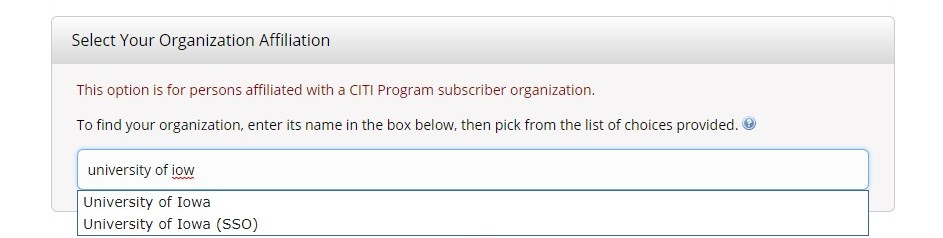 Select Your Organization Affiliation
This option is for persons affiliated with a CITI Program subscriber organization.
To find your organization, enter its name in the box below, then pick from the list of choices provided.
university of iow
University of Iowa
University of Iowa (SSO)